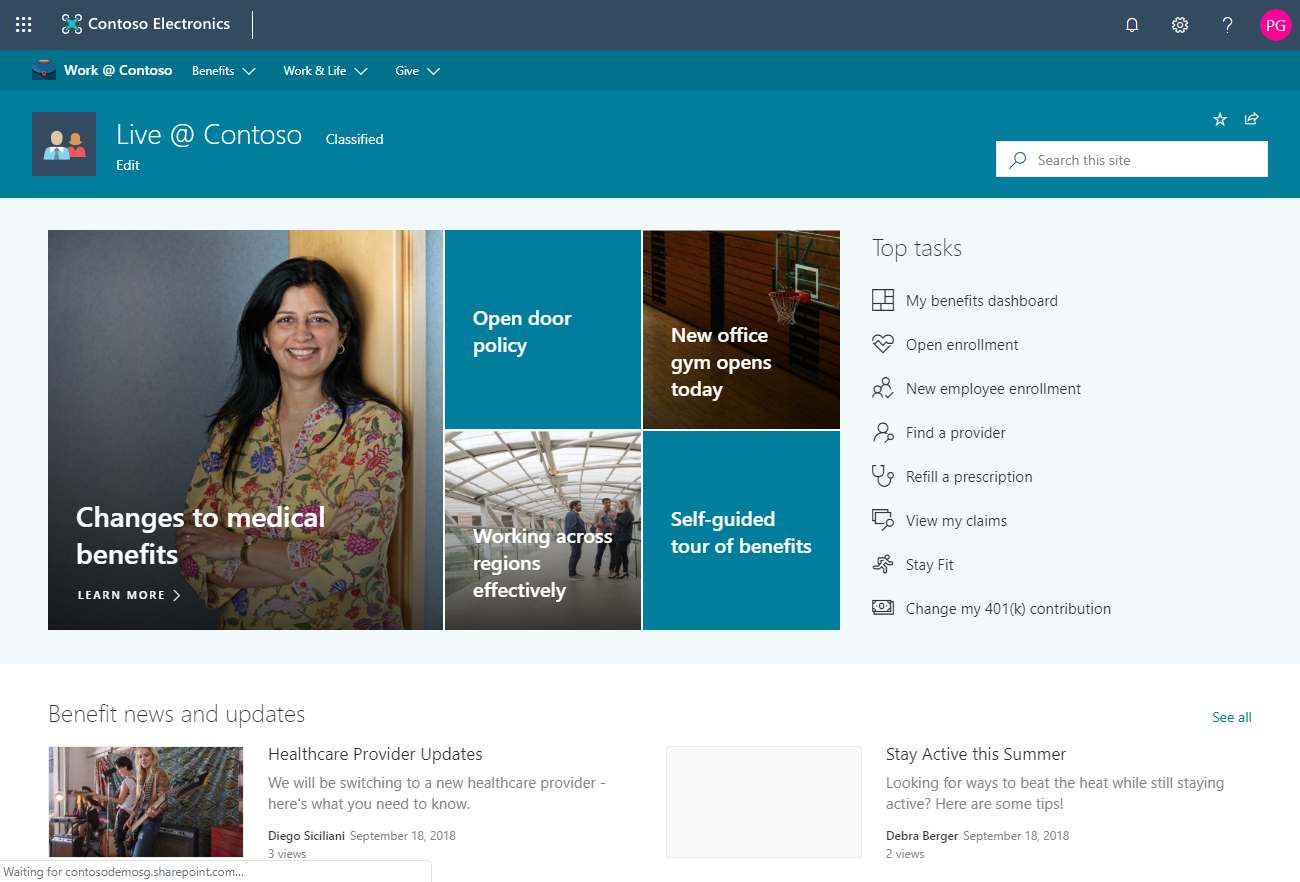 Contoso Electronics
PG
Work @ Contoso
Benefits
Work & Life
Give
Live @ Contoso
Classified
Edit
Search this site
Changes to medical
benefits
LEARN MORE
Open door
policy
New office
gym opens
today
Working across
regions
effectively
Self-guided
tour of benefits
Top tasks
My benefits dashboard
Open enrollment
New employee enrollment
Find a provider
Refill a prescription
View my claims
Stay Fit
Change my 401(k) contribution
Benefit news and updates
See all
Healthcare Provider Updates
We will be switching to a new healthcare provider -
here's what you need to know.
Diego Siciliani September 18, 2018
3 views
Stay Active this Summer
Looking for ways to beat the heat while still staying
active? Here are some tips!
Debra Berger September 18, 2018
2 views
Waiting for contosodemosg.sharepoint.com...